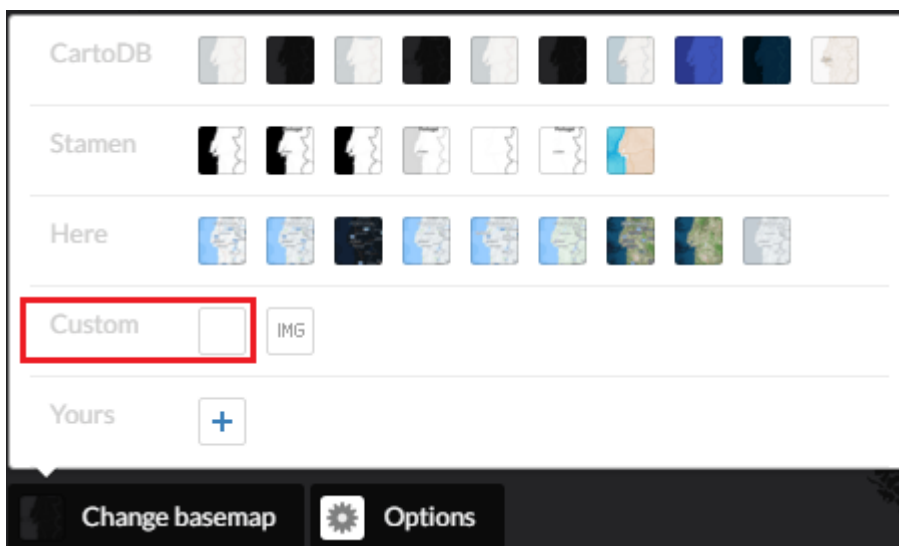 CartoDB
Stamen
Here
Custom IMG
Yours +
Change basemap Options